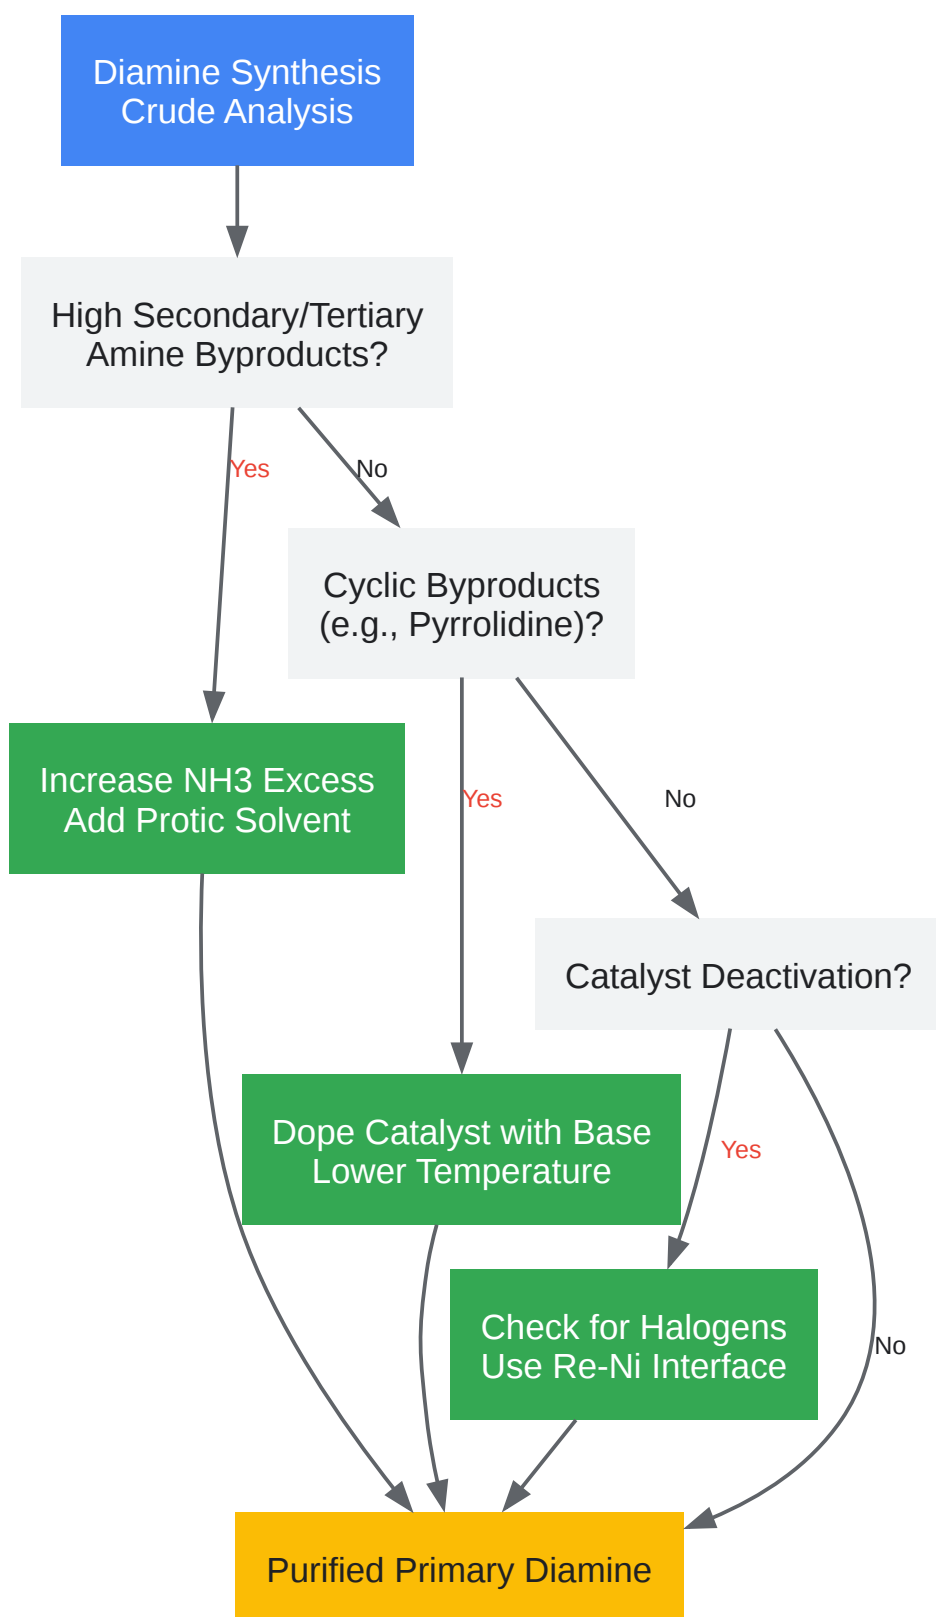 Diamine Synthesis
Crude Analysis
High Secondary/Tertiary
Amine Byproducts?
Yes
No
Cyclic Byproducts
(e.g., Pyrrolidine)?
Increase NH3 Excess
Add Protic Solvent
Yes
No
Catalyst Deactivation?
Dope Catalyst with Base
Lower Temperature
Yes
Check for Halogens
Use Re-Ni Interface
No
Purified Primary Diamine